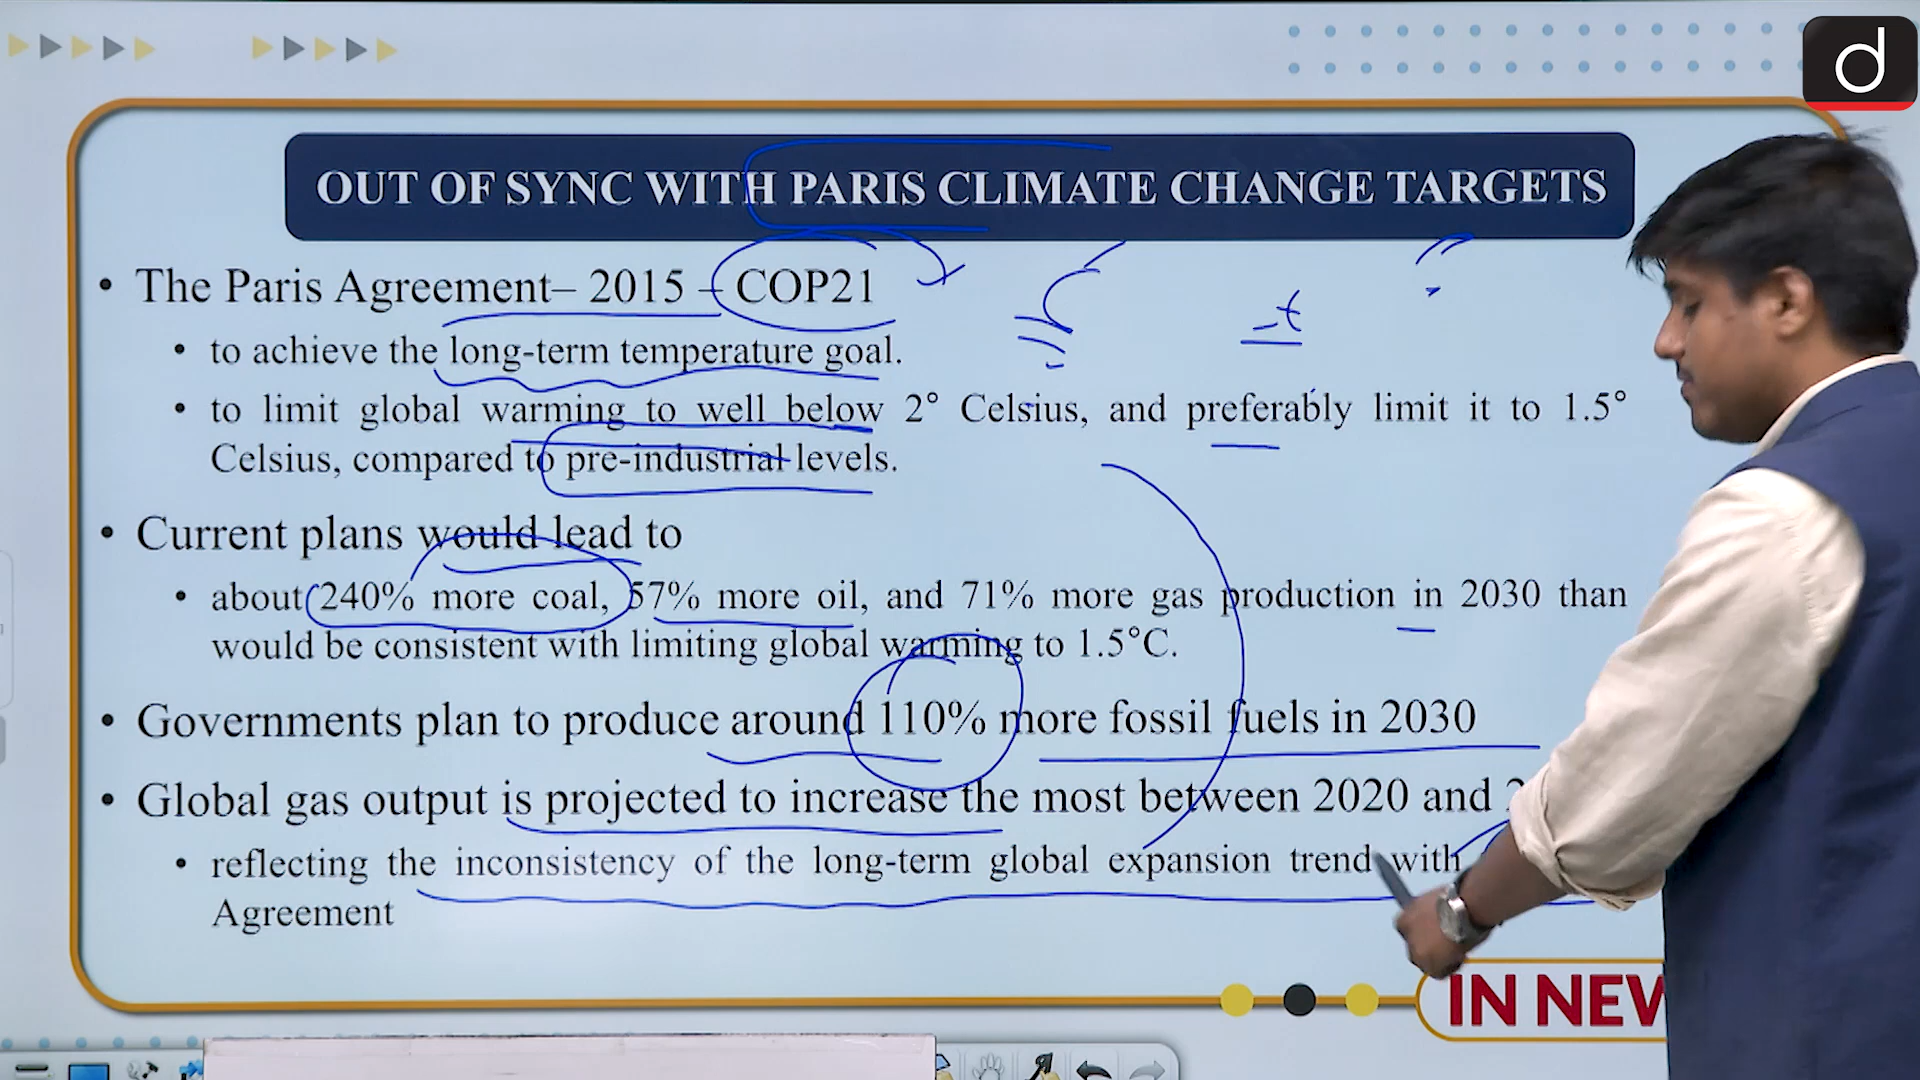 d
OUT OF SYNC WITH PARIS CLIMATE CHANGE TARGETS
• The Paris Agreement– 2015 – COP21
• to achieve the long-term temperature goal.
• to limit global warming to well below 2° Celsius, and preferably limit it to 1.5°
Celsius, compared to pre-industrial levels.
• Current plans would lead to
• about 240% more coal, 57% more oil, and 71% more gas production in 2030 than
would be consistent with limiting global warming to 1.5°C.
• Governments plan to produce around 110% more fossil fuels in 2030
• Global gas output is projected to increase the most between 2020 and
• reflecting the inconsistency of the long-term global expansion trend with
Agreement
IN NEW